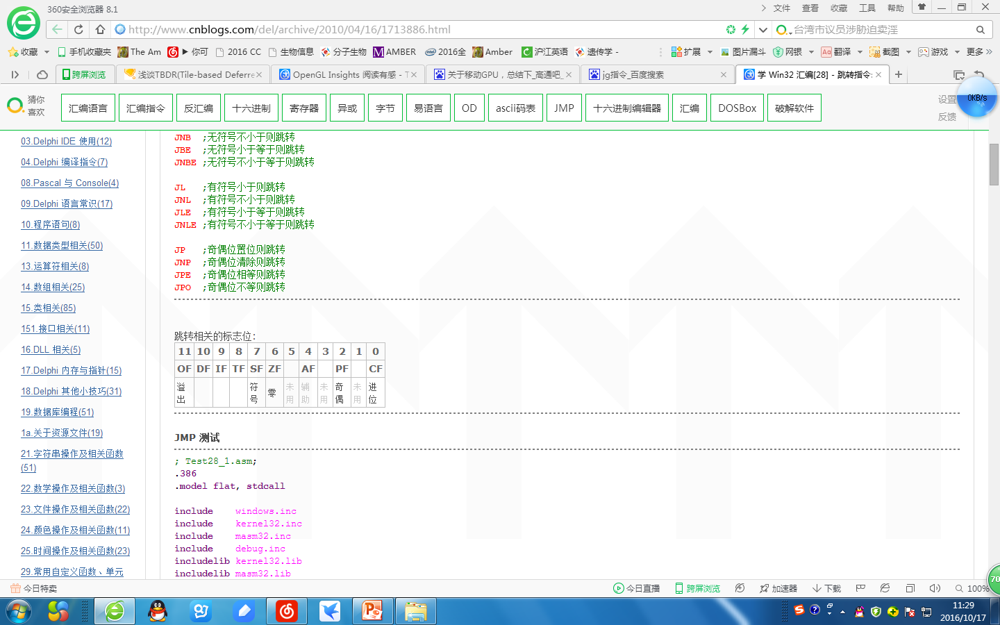 360安全浏览器 8.1
文件 查看 收藏 工具 帮助
http://www.cnblogs.com/del/archive/2010/04/16/1713886.html
台湾市议员涉胁迫卖淫
收藏 手机收藏夹 The Am ▶ 你可 2016 CC 生物信息 分子生物 AMBER 2016全 Amber 沪江英语 遗传学 - 扩展 图片漏斗 网银 翻译 截图 游戏 更多 »
跨屏浏览 浅谈TBDR(Tile-based Deferre OpenGL Insights 阅读有感 - T 关于移动GPU，总结下_高通吧_ jg指令_百度搜索 学 Win32 汇编[28] - 跳转指令:
0KB/s
猜你喜欢
汇编语言 汇编指令 反汇编 十六进制 寄存器 异或 字节 易语言 OD ascii码表 JMP 十六进制编辑器 汇编 DOSBox 破解软件
设置
反馈
03.Delphi IDE 使用(12)
04.Delphi 编译指令(7)
08.Pascal 与 Console(4)
09.Delphi 语言常识(17)
10.程序语句(8)
11.数据类型相关(50)
13.运算符相关(8)
14.数组相关(25)
15.类相关(85)
151.接口相关(11)
16.DLL 相关(5)
17.Delphi 内存与指针(15)
18.Delphi 其他小技巧(31)
19.数据库编程(51)
1a.关于资源文件(19)
21.字符串操作及相关函数
(51)
22.数学操作及相关函数(3)
23.文件操作及相关函数(22)
24.颜色操作及相关函数(11)
25.时间操作及相关函数(23)
29.常用自定义函数、单元
JNB ;无符号不小于则跳转
JBE ;无符号小于等于则跳转
JNBE ;无符号不小于等于则跳转
JL ;有符号小于则跳转
JNL ;有符号不小于则跳转
JLE ;有符号小于等于则跳转
JNLE ;有符号不小于等于则跳转
JP ;奇偶位置位则跳转
JNP ;奇偶位清除则跳转
JPE ;奇偶位相等则跳转
JPO ;奇偶位不等则跳转
跳转相关的标志位:
11 10 9 8 7 6 5 4 3 2 1 0
OF DF IF TF SF ZF AF PF CF
溢出 符号 零 未用 辅助 未用 奇偶 未用 进位
JMP 测试
; Test28_1.asm;
.386
.model flat, stdcall
include windows.inc
include kernel32.inc
include masm32.inc
include debug.inc
includelib kernel32.lib
includelib masm32.lib
今日特卖
今日直播 跨屏浏览 加速器 下载 100%
70
11:29
2016/10/17